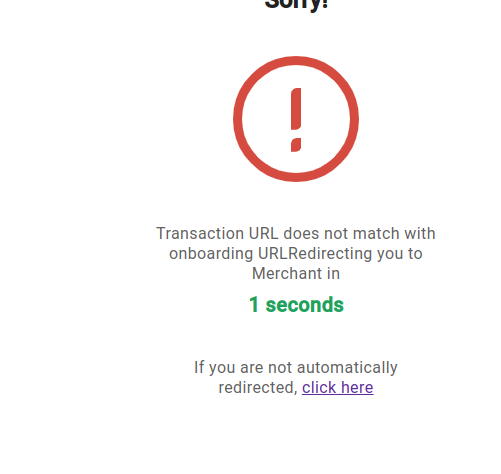 Sorry!
Transaction URL does not match with
onboarding URLRedirecting you to
Merchant in
1 seconds
If you are not automatically
redirected, click here